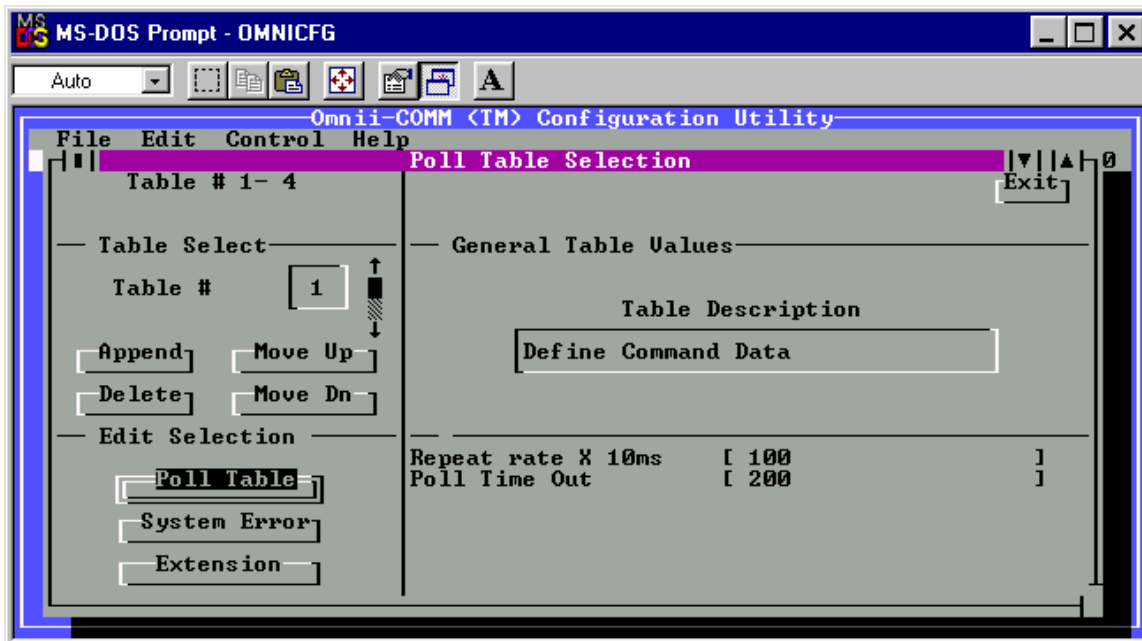 MS-DOS Prompt - OMNICFG
Auto
A
Omnii-COMM (TM) Configuration Utility
File Edit Control Help
Poll Table Selection
0
Table # 1- 4
Exit
Table Select
General Table Values
Table # 1
Table Description
Append Move Up
Define Command Data
Delete Move Dn
Edit Selection
Repeat rate X 10ms [ 100 ]
Poll Table
Poll Time Out [ 200 ]
System Error
Extension